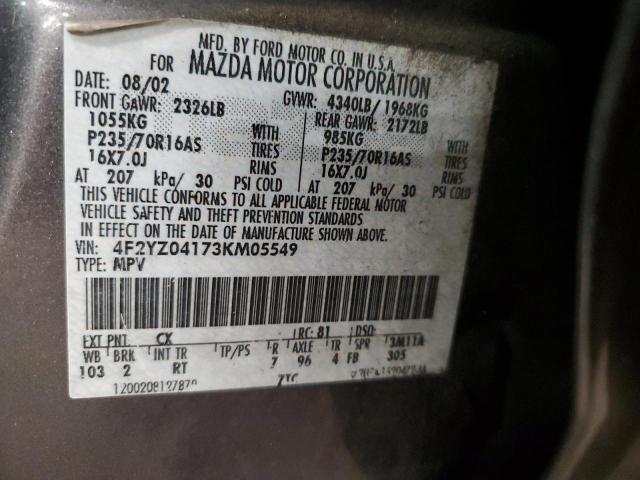 MFD. BY FORD MOTOR CO. IN U.S.A.
FOR MAZDA MOTOR CORPORATION
DATE: 08/02 GVWR: 4340LB/1968KG
FRONT GAWR: 2326LB REAR GAWR: 2172LB
1055KG WITH 985KG WITH
P235/70R16AS TIRES P235/70R16AS TIRES
16X7.0J RIMS 16X7.0J RIMS
AT 207 kPa/30 PSI COLD AT 207 kPa/30 PSI COLD
THIS VEHICLE CONFORMS TO ALL APPLICABLE FEDERAL MOTOR
VEHICLE SAFETY AND THEFT PREVENTION STANDARDS
IN EFFECT ON THE DATE OF MANUFACTURE SHOWN ABOVE.
VIN: 4F2YZ04173KM05549
TYPE: MPV
EXT PNT: CX RC: 81 DSO:
WB BRK INT TR TP/PS R AXLE TR SPR 3M11A
103 2 RT 7 96 4 FB 305